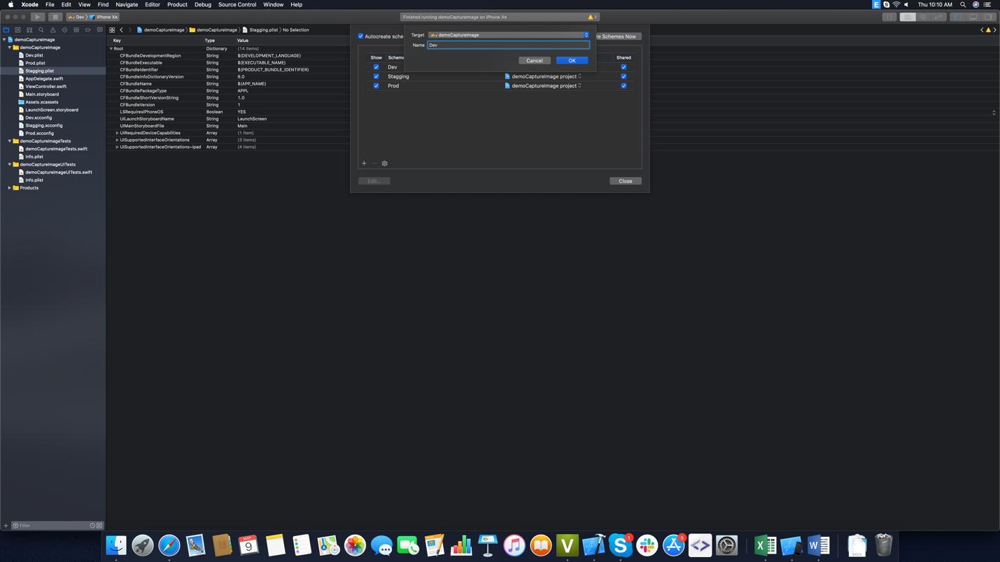 Xcode File Edit View Find Navigate Editor Product Debug Source Control Window Help
E Thu 10:10 AM
Dev 〉 iPhone Xʀ
Finished running demoCaptureImage on iPhone Xʀ 2
demoCaptureImage
demoCaptureImage
Dev.plist
Prod.plist
Stagging.plist
AppDelegate.swift
ViewController.swift
Main.storyboard
Assets.xcassets
LaunchScreen.storyboard
Dev.xcconfig
Stagging.xcconfig
Prod.xcconfig
demoCaptureImageTests
demoCaptureImageTests.swift
Info.plist
demoCaptureImageUITests
demoCaptureImageUITests.swift
Info.plist
Products
Filter
demoCaptureImage 〉 demoCaptureImage 〉 Stagging.plist 〉 No Selection
Key Type Value
Root Dictionary (14 items)
CFBundleDevelopmentRegion String $(DEVELOPMENT_LANGUAGE)
CFBundleExecutable String $(EXECUTABLE_NAME)
CFBundleIdentifier String $(PRODUCT_BUNDLE_IDENTIFIER)
CFBundleInfoDictionaryVersion String 6.0
CFBundleName String $(APP_NAME)
CFBundlePackageType String APPL
CFBundleShortVersionString String 1.0
CFBundleVersion String 1
LSRequiresIPhoneOS Boolean YES
UILaunchStoryboardName String LaunchScreen
UIMainStoryboardFile String Main
UIRequiredDeviceCapabilities Array (1 item)
UISupportedInterfaceOrientations Array (3 items)
UISupportedInterfaceOrientations~ipad Array (4 items)
Autocreate sche
te Schemes Now
Target demoCaptureImage
Name Dev
Cancel OK
Show Scheme Shared
Dev
Stagging demoCaptureImage project
Prod demoCaptureImage project
Edit... Close
MAY
9
1
5
DOCX